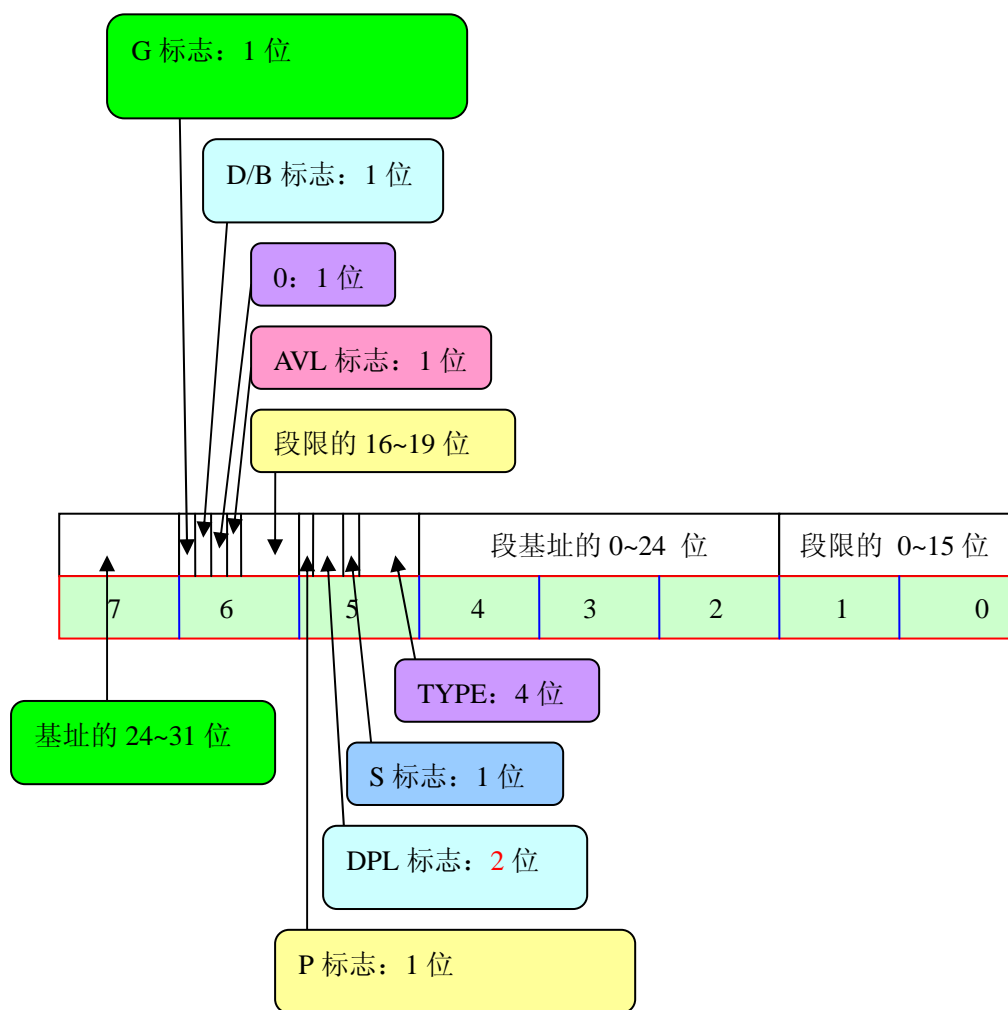 G 标志：1 位
D/B 标志：1 位
0：1 位
AVL 标志：1 位
段限的 16~19 位
段基址的 0~24 位
段限的 0~15 位
7 6 5 4 3 2 1 0
TYPE：4 位
基址的 24~31 位
S 标志：1 位
DPL 标志：2 位
P 标志：1 位